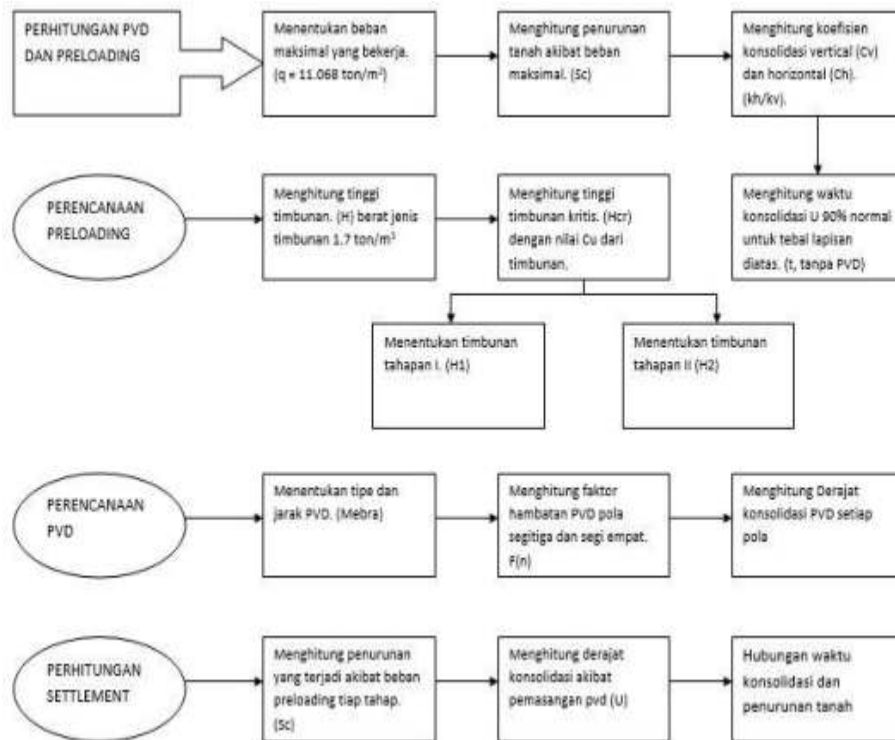 PERHITUNGAN PVD
DAN PRELOADING
Menentukan beban
maksimal yang bekerja.
(q = 11.068 ton/m²)
Menghitung penurunan
tanah akibat beban
maksimal. (Sc)
Menghitung koefisien
konsolidasi vertical (Cv)
dan horizontal (Ch).
(kh/kv).
PERENCANAAN
PRELOADING
Menghitung tinggi
timbunan. (H) berat jenis
timbunan 1.7 ton/m³
Menghitung tinggi
timbunan kritis. (Hcr)
dengan nilai Cu dari
timbunan.
Menghitung waktu
konsolidasi U 90% normal
untuk tebal lapisan
diatas. (t, tanpa PVD)
Menentukan timbunan
tahapan I. (H1)
Menentukan timbunan
tahapan II (H2)
PERENCANAAN
PVD
Menentukan tipe dan
jarak PVD. (Mebra)
Menghitung faktor
hambatan PVD pola
segitiga dan segi empat.
F(n)
Menghitung Derajat
konsolidasi PVD setiap
pola
PERHITUNGAN
SETTLEMENT
Menghitung penurunan
yang terjadi akibat beban
preloading tiap tahap.
(Sc)
Menghitung derajat
konsolidasi akibat
pemasangan pvd (U)
Hubungan waktu
konsolidasi dan
penurunan tanah